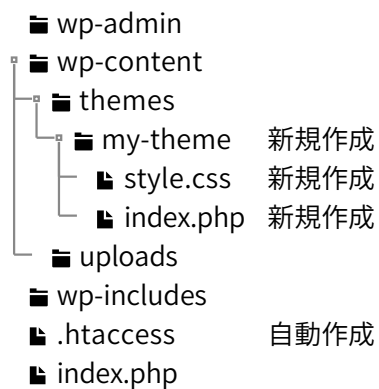 wp-admin
wp-content
themes
my-theme 新規作成
style.css 新規作成
index.php 新規作成
uploads
wp-includes
.htaccess 自動作成
index.php